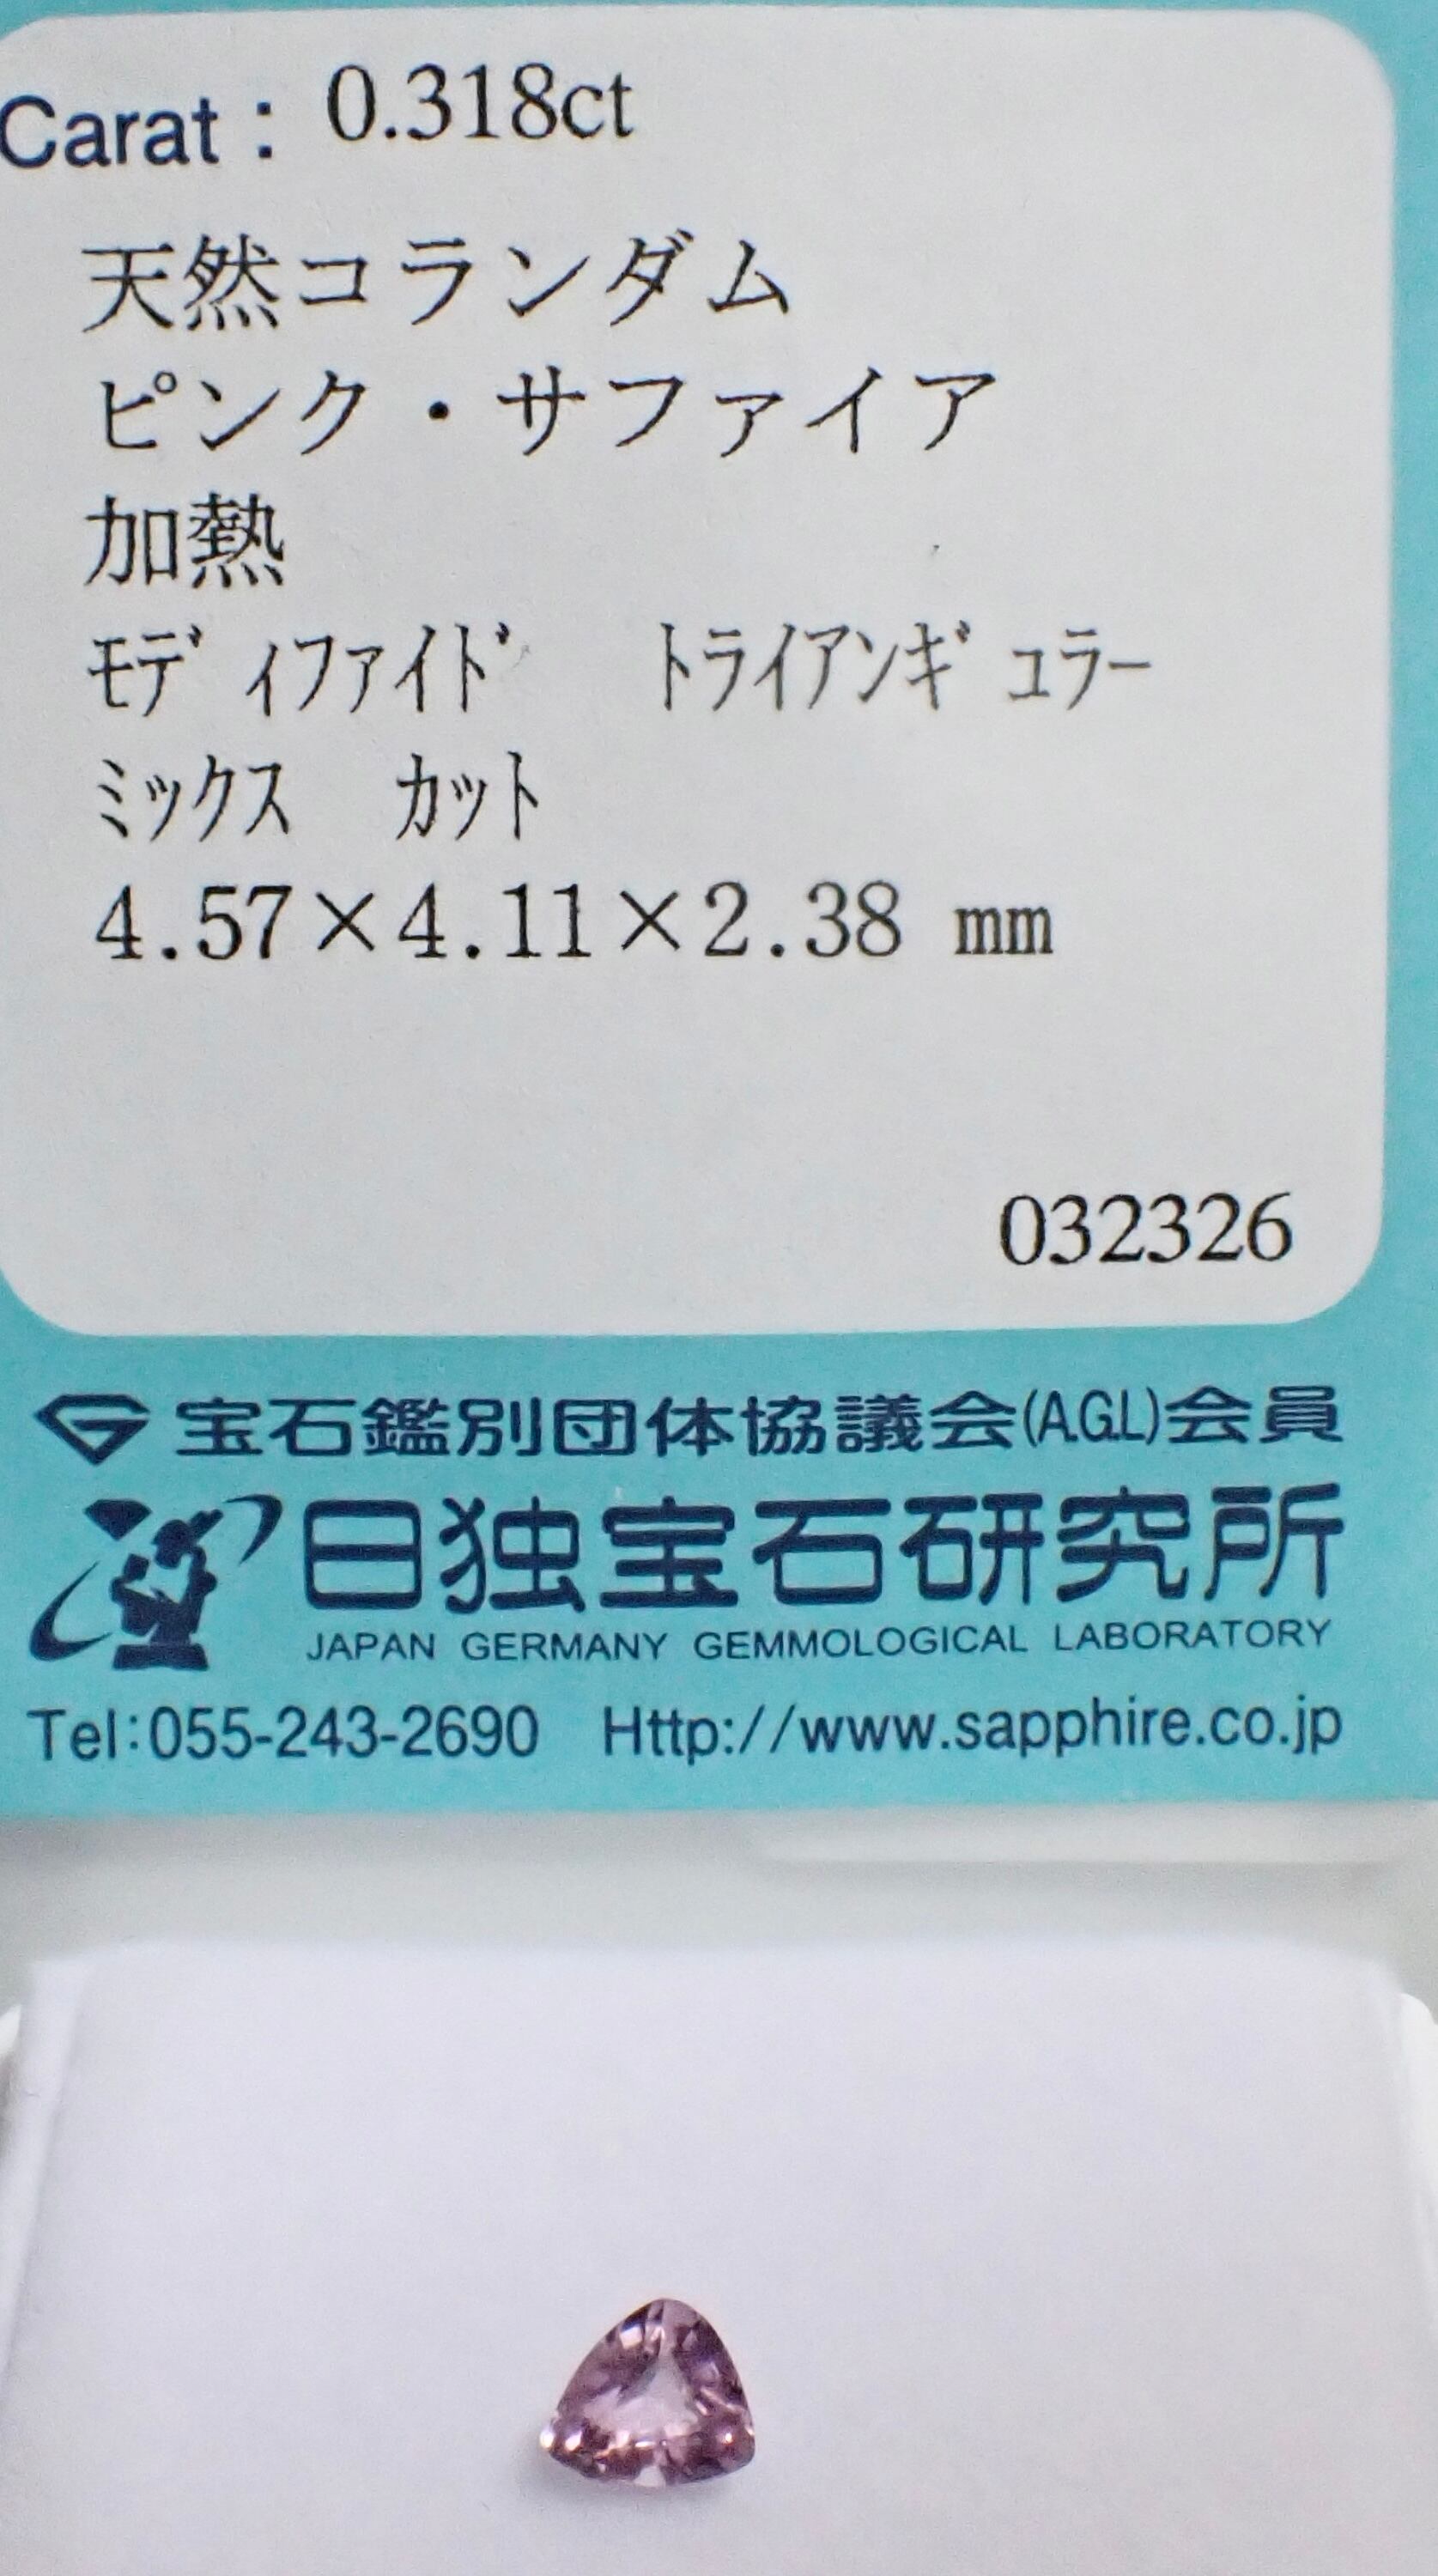 Carat : 0.318ct
天然コランダム
ピンク・サファイア
加熱
ﾓﾃﾞｨﾌｧｲﾄﾞ ﾄﾗｲｱﾝｷﾞｭﾗｰ
ﾐｯｸｽ ｶｯﾄ
4.57×4.11×2.38 mm
032326
宝石鑑別団体協議会(A.G.L)会員
日独宝石研究所
JAPAN GERMANY GEMMOLOGICAL LABORATORY
Tel:055-243-2690 Http://www.sapphire.co.jp